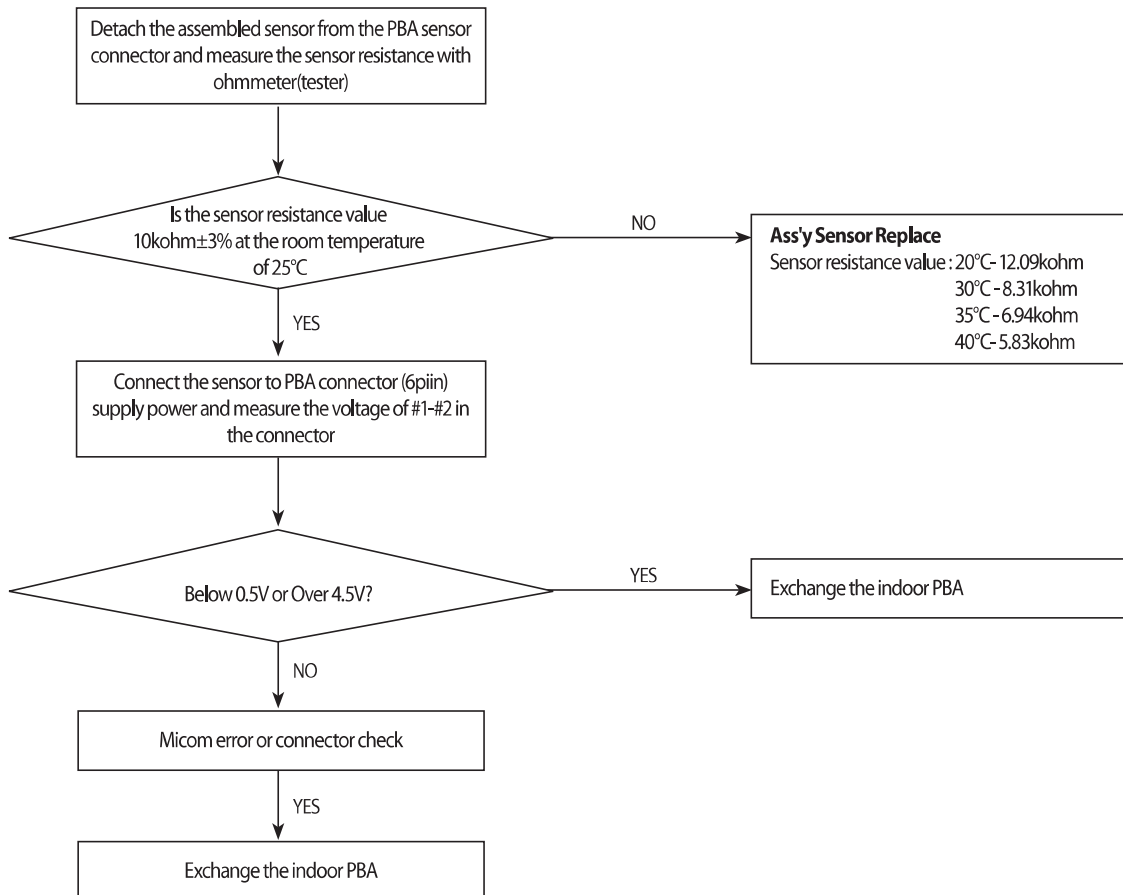 Detach the assembled sensor from the PBA sensor
connector and measure the sensor resistance with
ohmmeter(tester)
Is the sensor resistance value
10kohm±3% at the room temperature
of 25°C
NO
Ass'y Sensor Replace
Sensor resistance value : 20°C - 12.09kohm
30°C - 8.31kohm
35°C - 6.94kohm
40°C - 5.83kohm
YES
Connect the sensor to PBA connector (6piin)
supply power and measure the voltage of #1-#2 in
the connector
Below 0.5V or Over 4.5V?
YES
Exchange the indoor PBA
NO
Micom error or connector check
YES
Exchange the indoor PBA